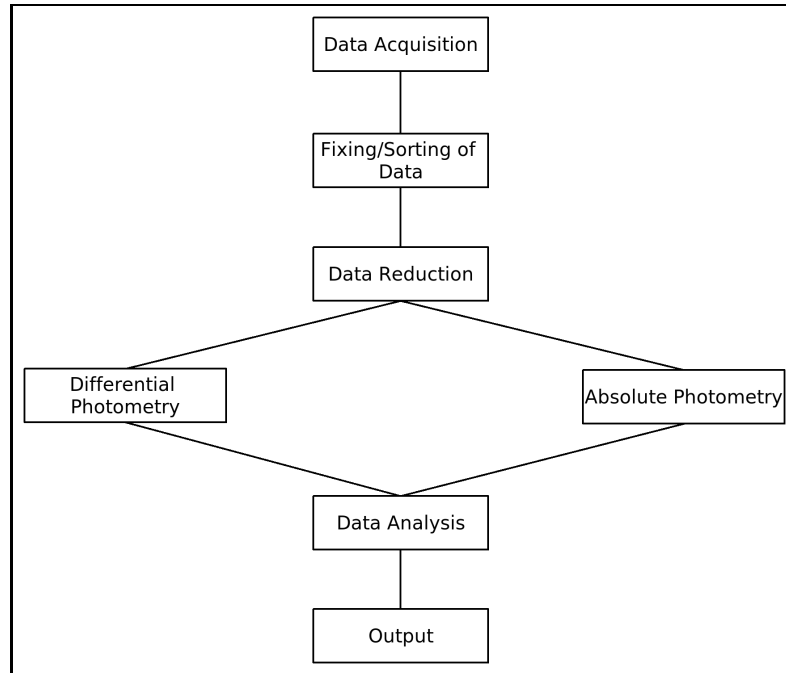 Data Acquisition
Fixing/Sorting of
Data
Data Reduction
Differential
Photometry
Absolute Photometry
Data Analysis
Output